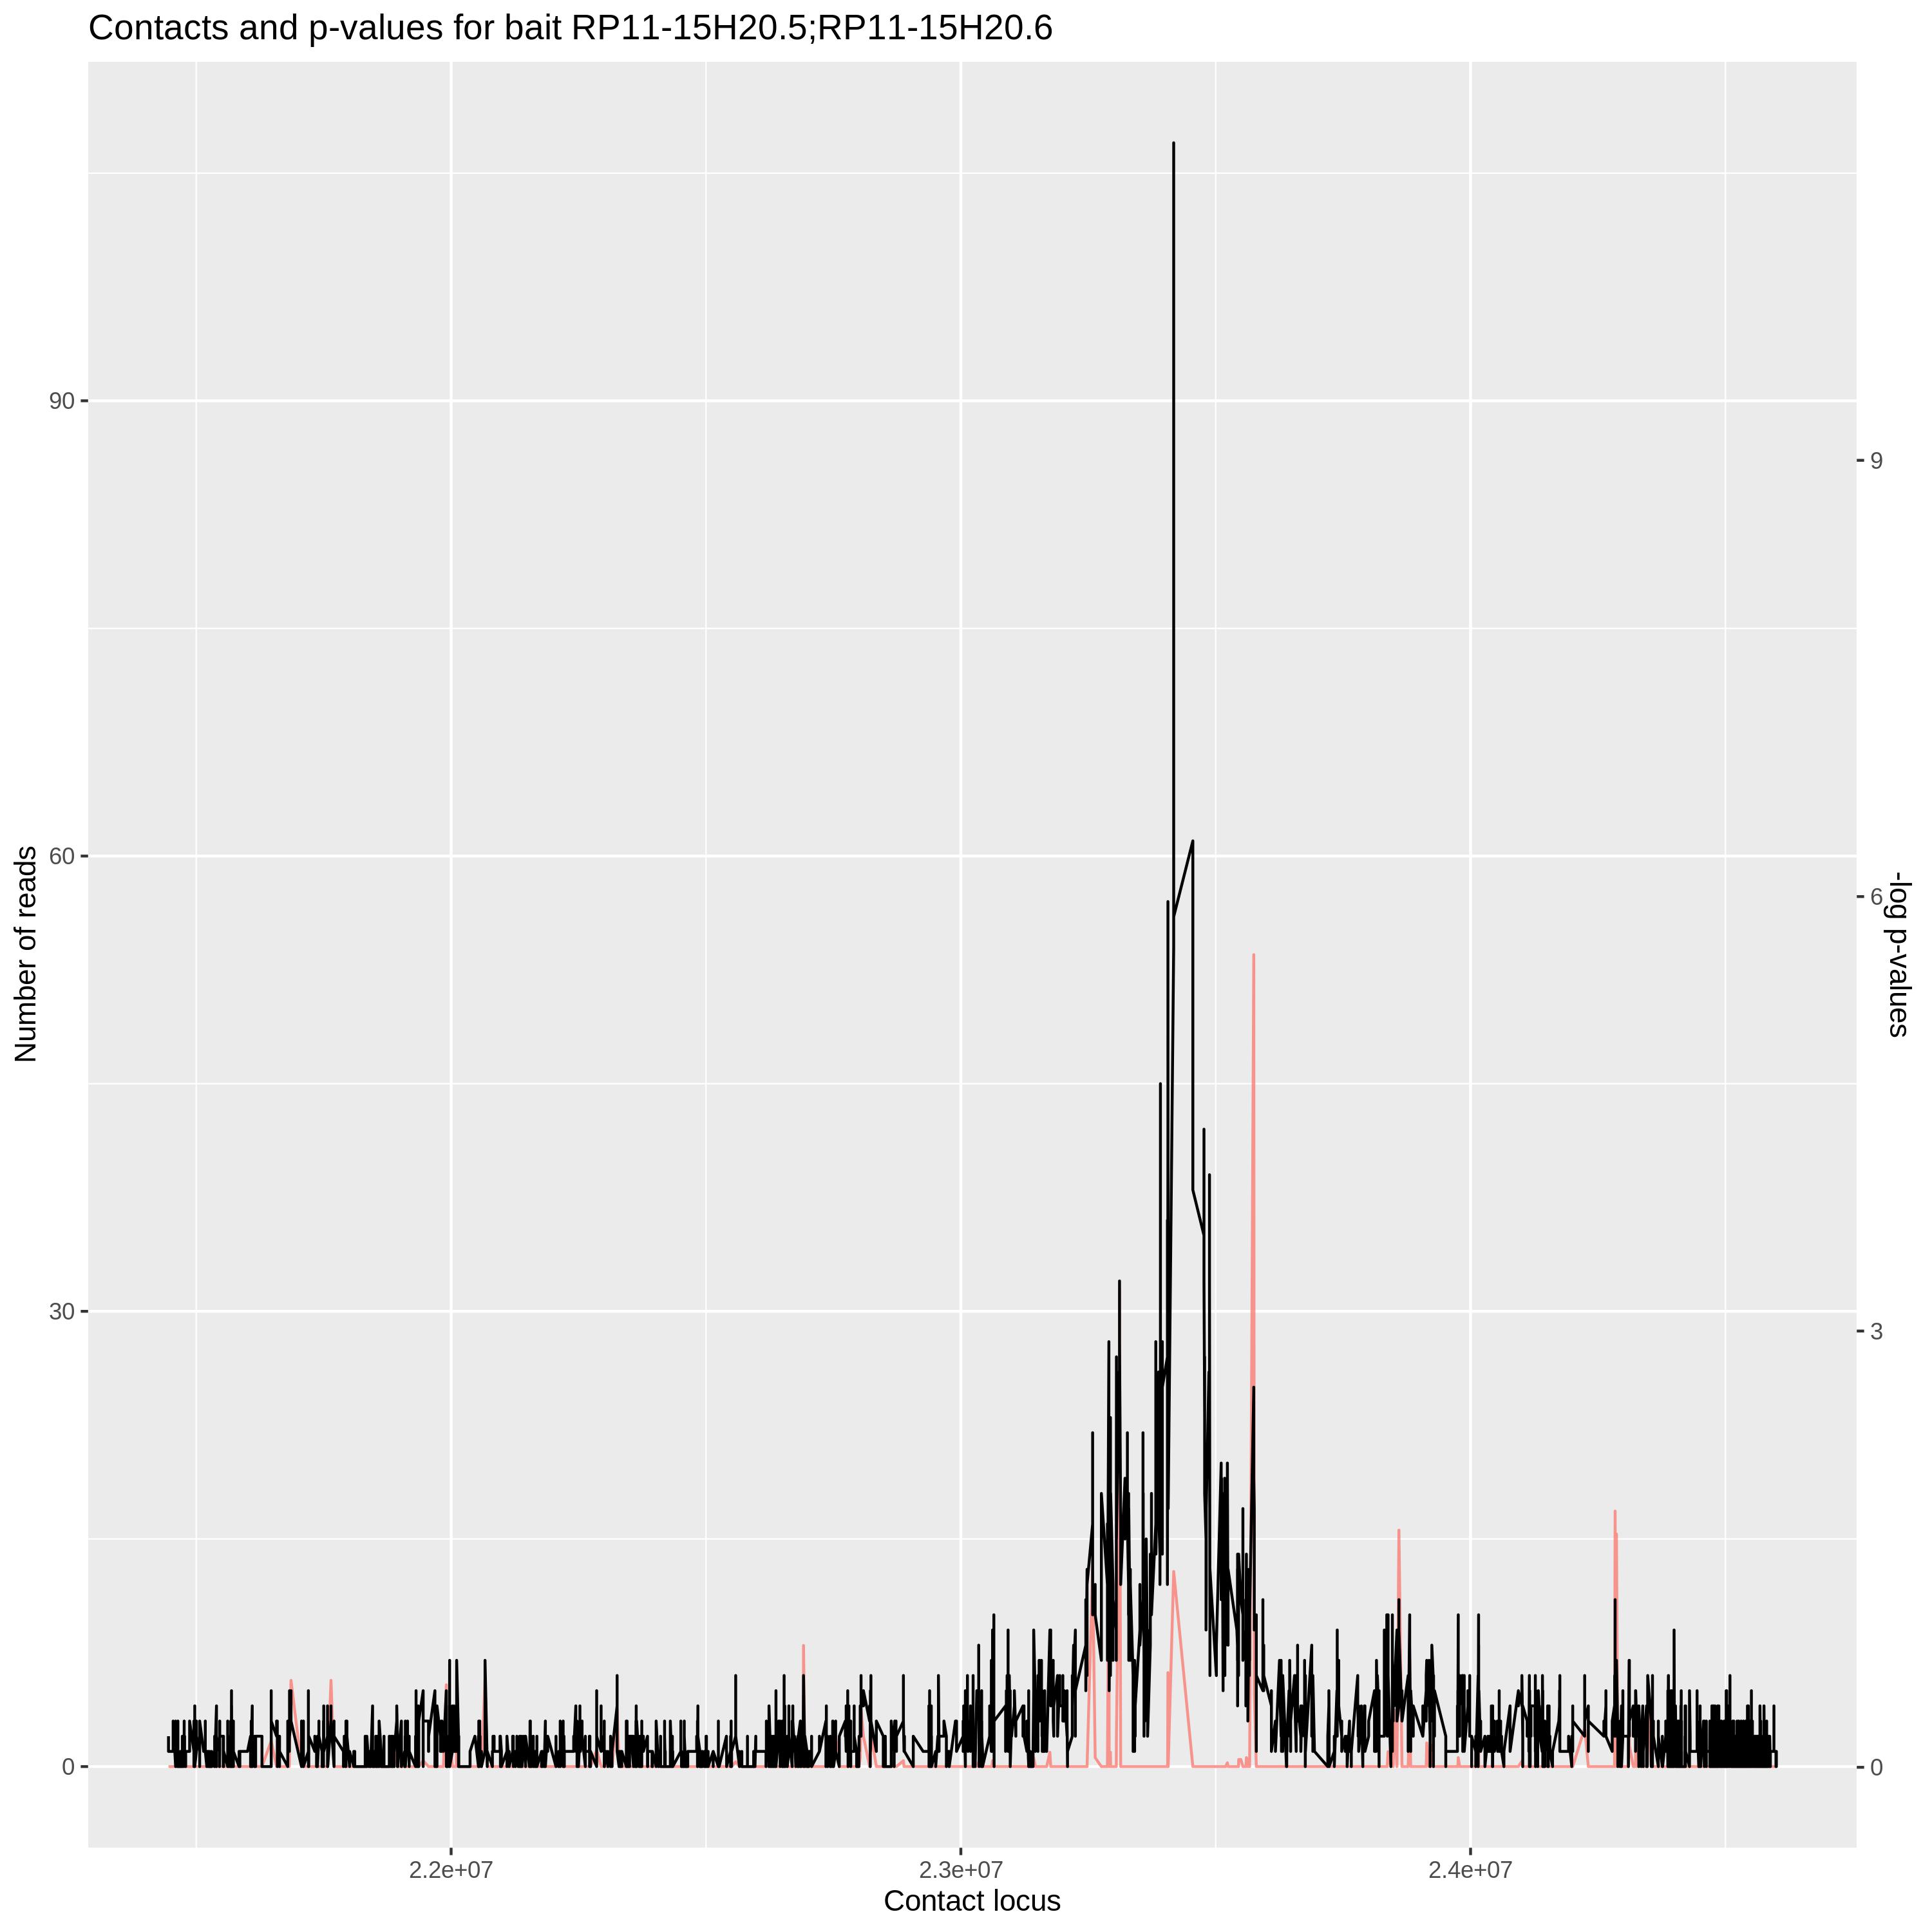 Contacts and p-values for bait RP11-15H20.5;RP11-15H20.6
90
60
30
0
Number of reads
9
6
3
0
-log p-values
2.2e+07
2.3e+07
2.4e+07
Contact locus